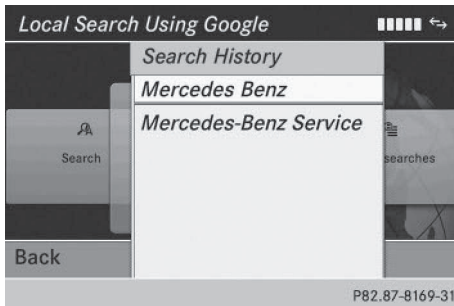 Local Search Using Google
Search History
Mercedes Benz
Mercedes-Benz Service
Search
searches
Back
P82.87-8169-31